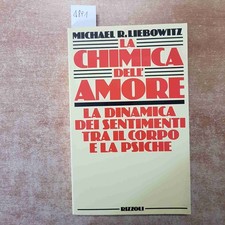 MICHAEL R. LIEBOWITZ
LA
CHIMICA
DELL'
AMORE
LA DINAMICA
DEI SENTIMENTI
TRA IL CORPO
E LA PSICHE
RIZZOLI